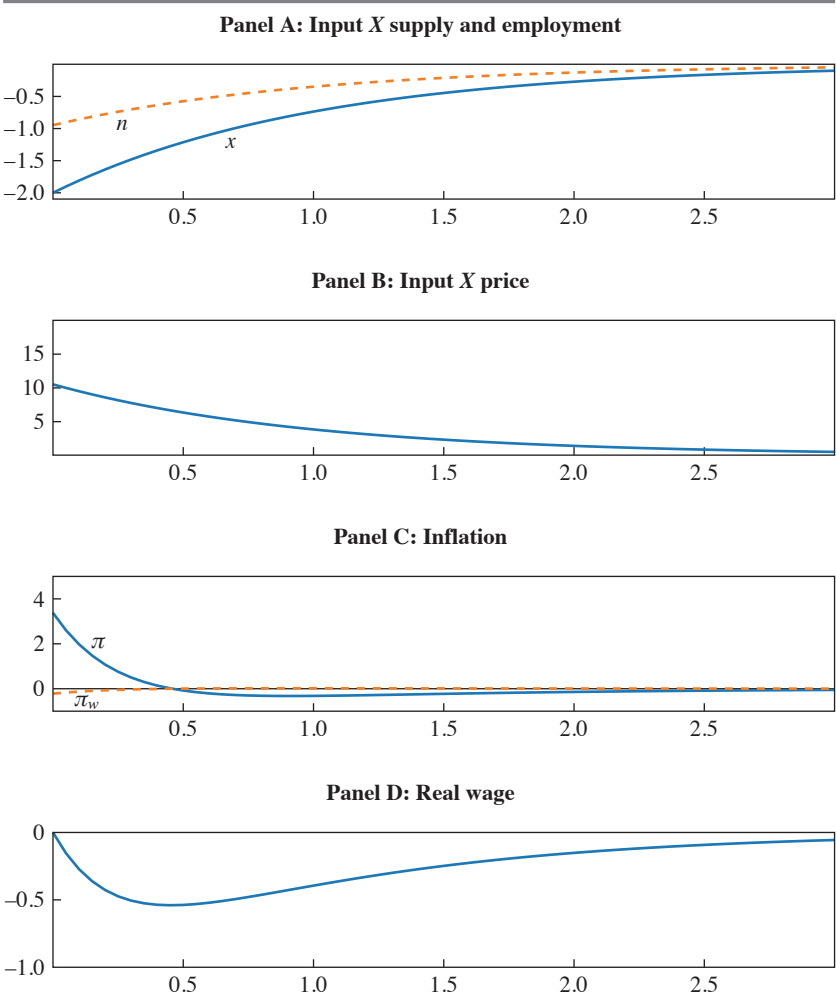 Panel A: Input X supply and employment
−0.5
−1.0
−1.5
−2.0
n
x
0.5 1.0 1.5 2.0 2.5
Panel B: Input X price
15
10
5
0.5 1.0 1.5 2.0 2.5
Panel C: Inflation
4
2
0
π
πw
0.5 1.0 1.5 2.0 2.5
Panel D: Real wage
0
−0.5
−1.0
0.5 1.0 1.5 2.0 2.5